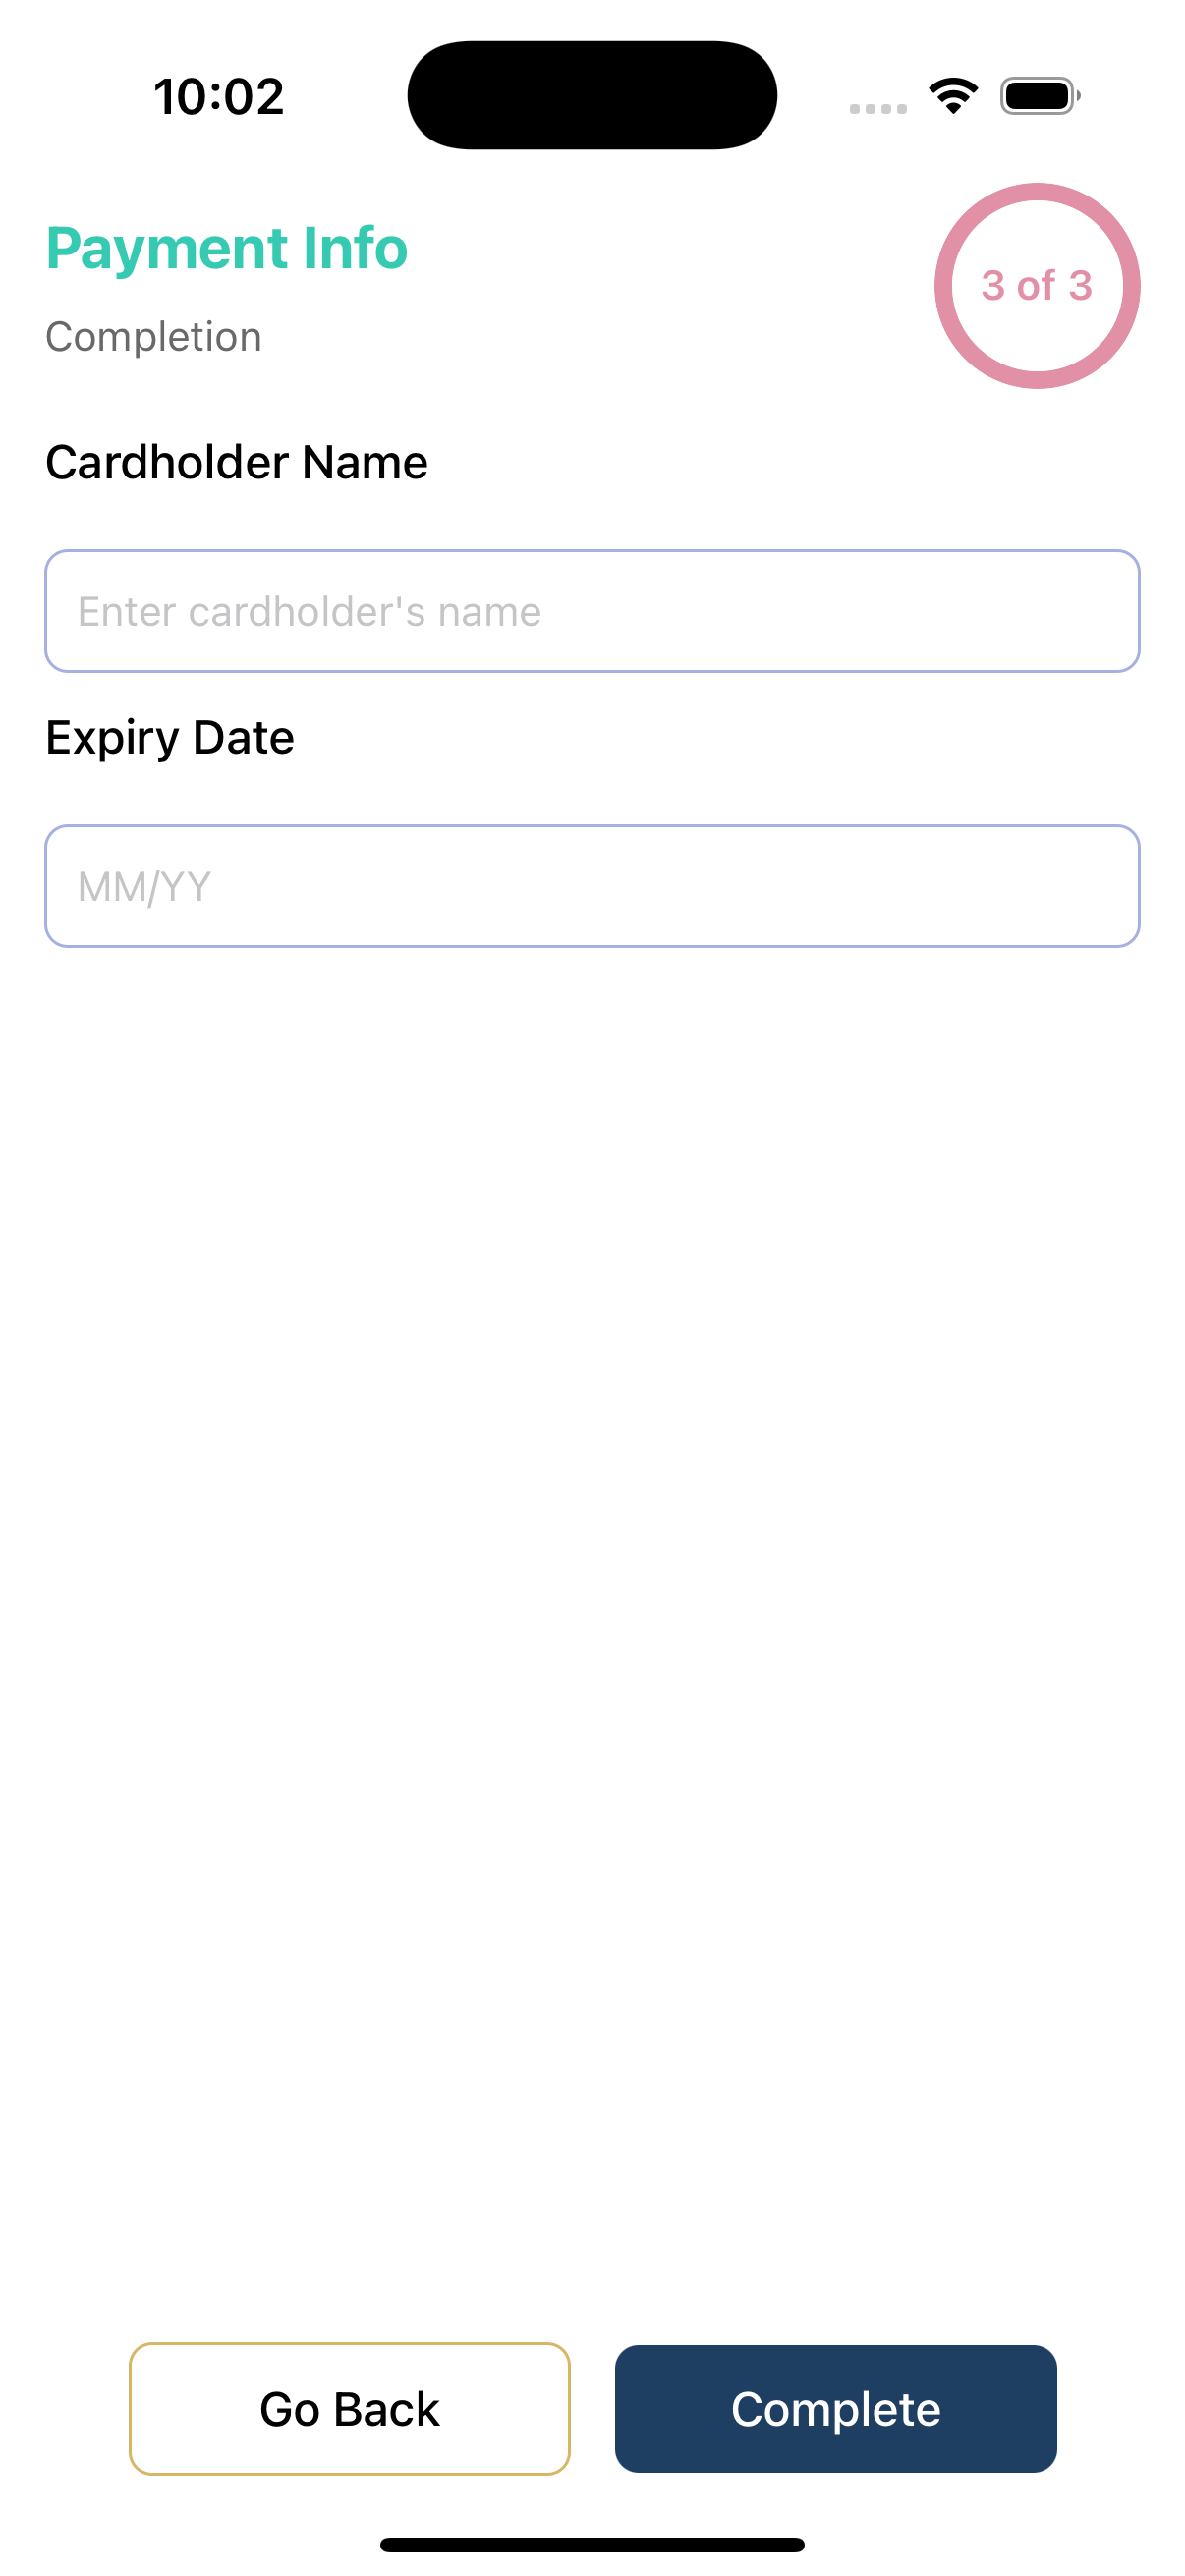 10:02
Payment Info
3 of 3
Completion
Cardholder Name
Enter cardholder's name
Expiry Date
MM/YY
Go Back
Complete